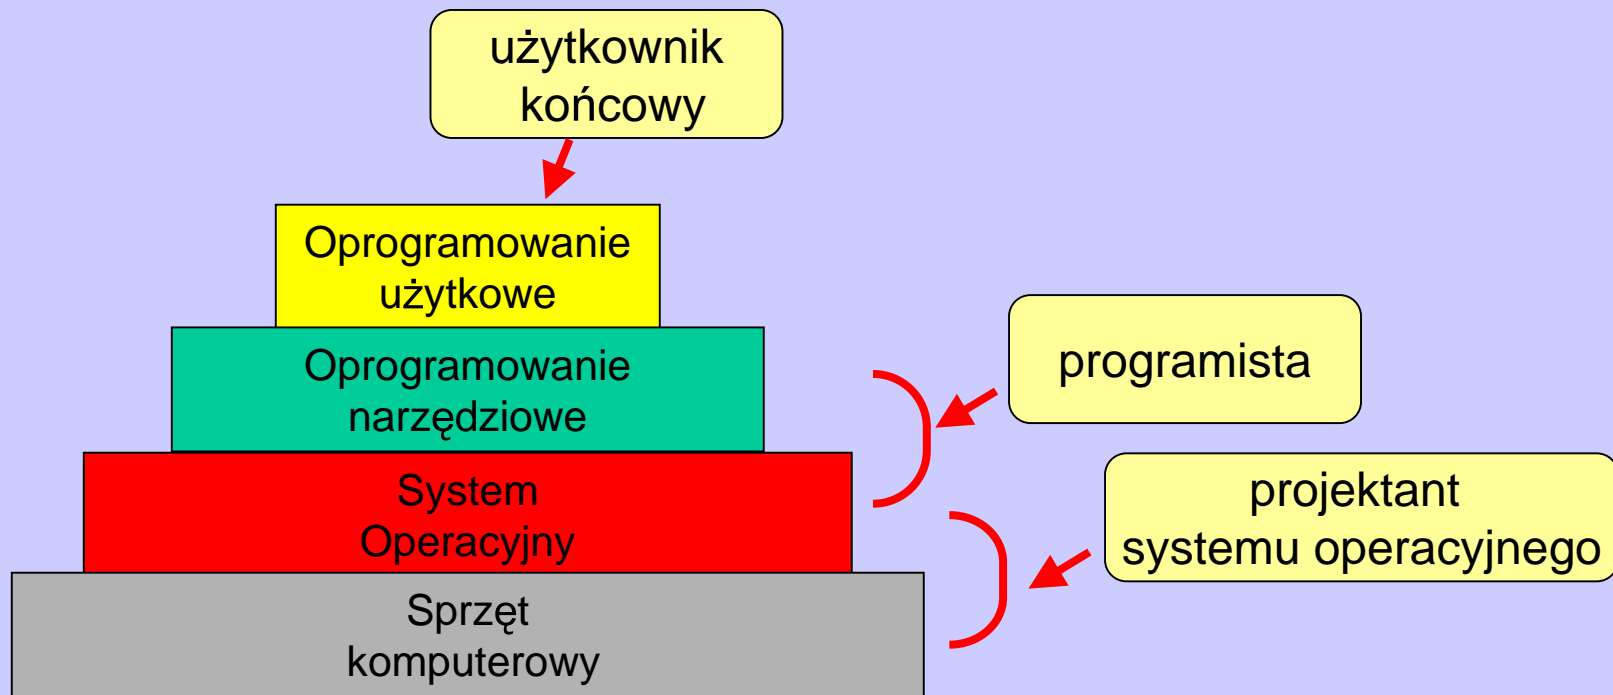 użytkownik
końcowy
Oprogramowanie
użytkowe
Oprogramowanie
narzędziowe
programista
System
Operacyjny
projektant
systemu operacyjnego
Sprzęt
komputerowy